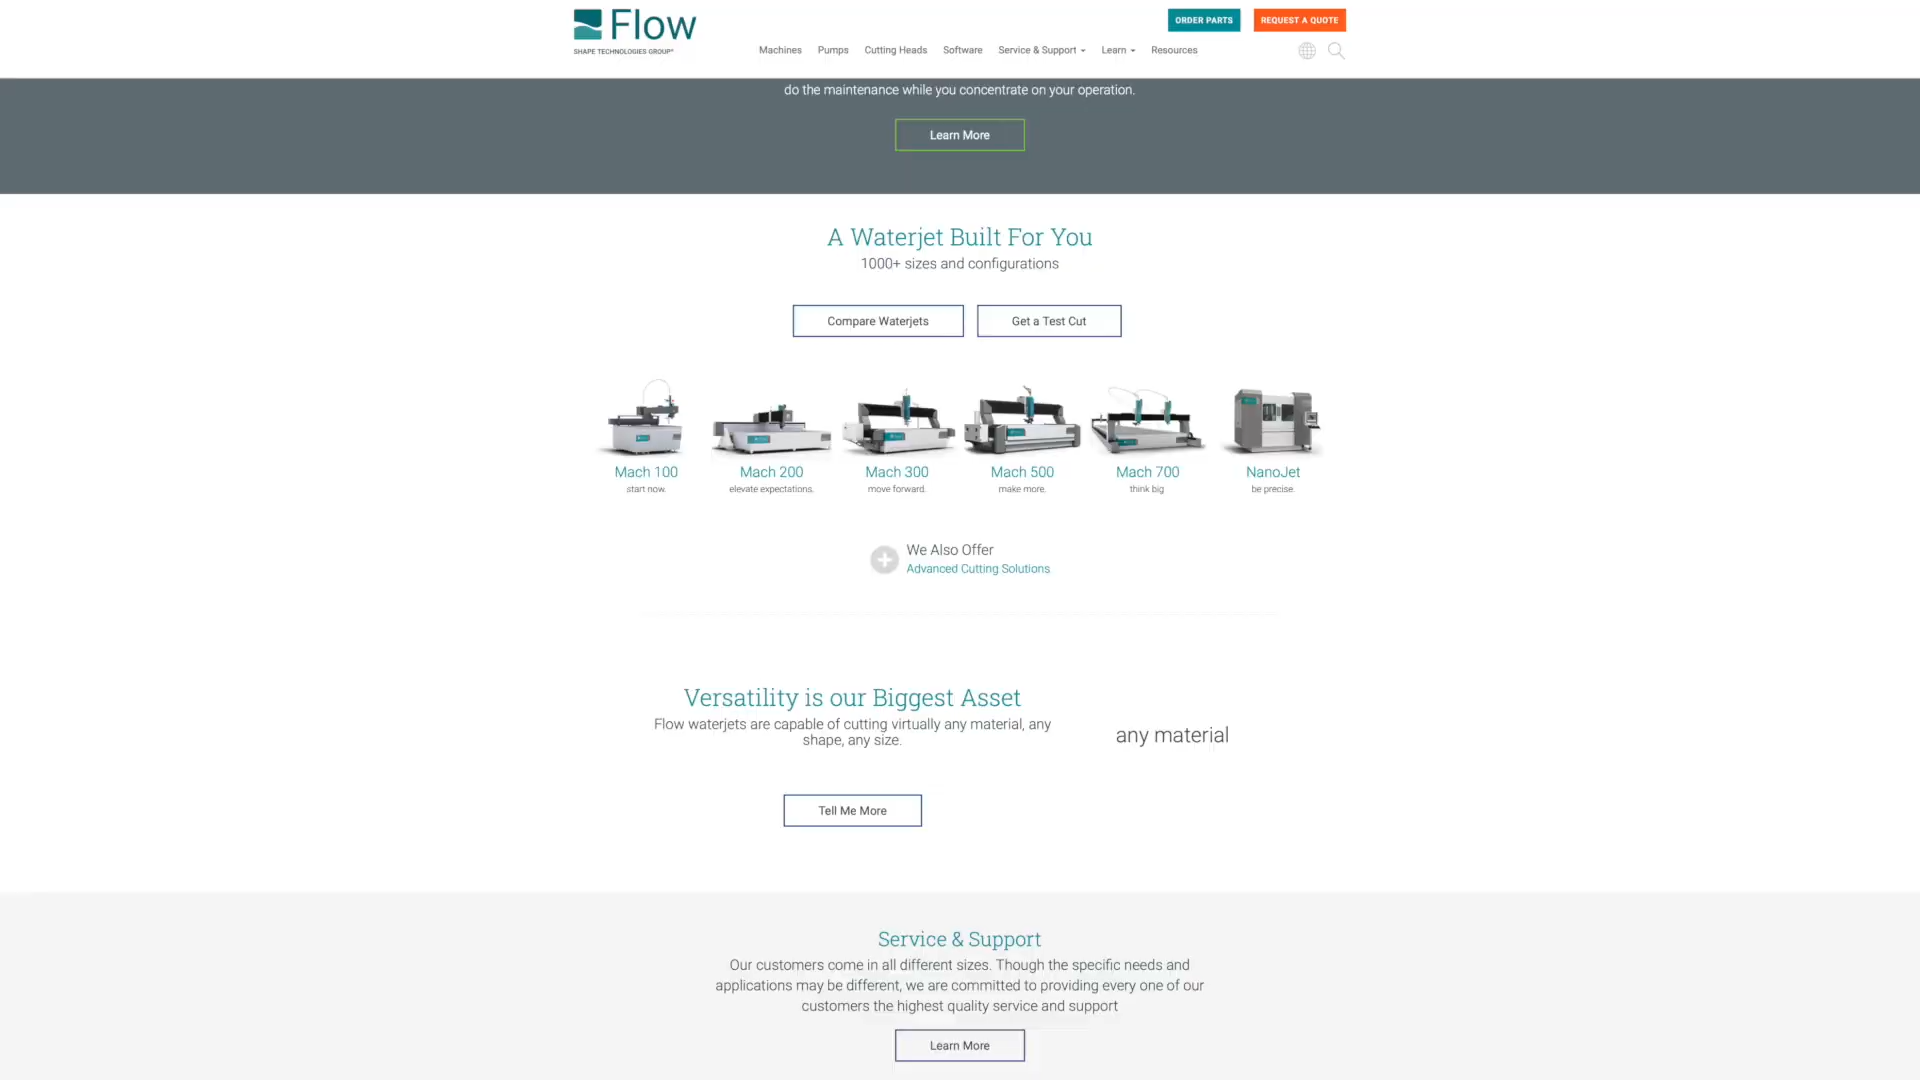 Flow
SHAPE TECHNOLOGIES GROUP®
ORDER PARTS
REQUEST A QUOTE
Machines
Pumps
Cutting Heads
Software
Service & Support
Learn
Resources
do the maintenance while you concentrate on your operation.
Learn More
A Waterjet Built For You
1000+ sizes and configurations
Compare Waterjets
Get a Test Cut
Mach 100
start now.
Mach 200
elevate expectations.
Mach 300
move forward.
Mach 500
make more.
Mach 700
think big
NanoJet
be precise.
We Also Offer
Advanced Cutting Solutions
Versatility is our Biggest Asset
Flow waterjets are capable of cutting virtually any material, any
shape, any size.
any material
Tell Me More
Service & Support
Our customers come in all different sizes. Though the specific needs and
applications may be different, we are committed to providing every one of our
customers the highest quality service and support
Learn More